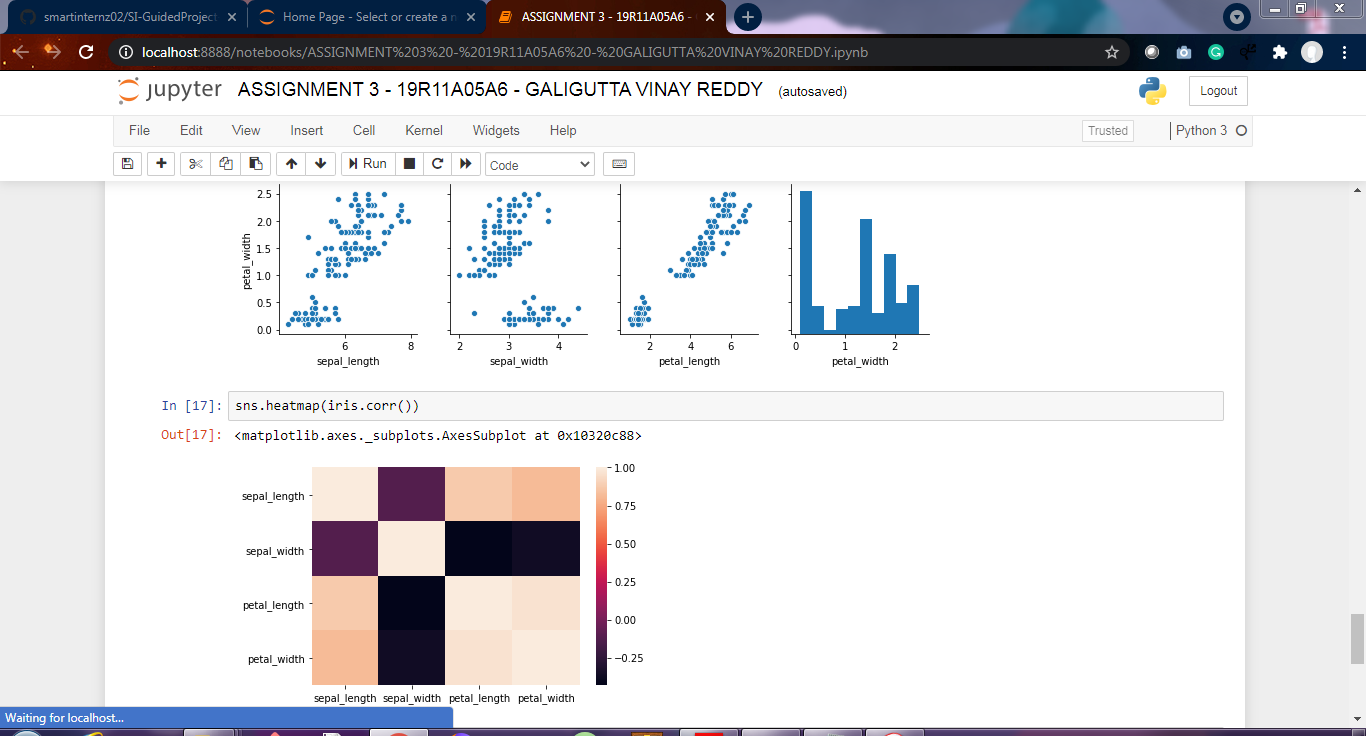 smartinternz02/SI-GuidedProject
Home Page - Select or create a n
ASSIGNMENT 3 - 19R11A05A6 -
localhost:8888/notebooks/ASSIGNMENT%203%20-%2019R11A05A6%20-%20GALIGUTTA%20VINAY%20REDDY.ipynb
jupyter ASSIGNMENT 3 - 19R11A05A6 - GALIGUTTA VINAY REDDY (autosaved)
Logout
File Edit View Insert Cell Kernel Widgets Help
Trusted
Python 3
Run
Code
2.5
2.0
1.5
1.0
0.5
0.0
petal_width
6 8
2 3 4
2 4 6
0 1 2
sepal_length sepal_width petal_length petal_width
In [17]: sns.heatmap(iris.corr())
Out[17]: <matplotlib.axes._subplots.AxesSubplot at 0x10320c88>
sepal_length
sepal_width
petal_length
petal_width
1.00
0.75
0.50
0.25
0.00
−0.25
sepal_length sepal_width petal_length petal_width
Waiting for localhost...